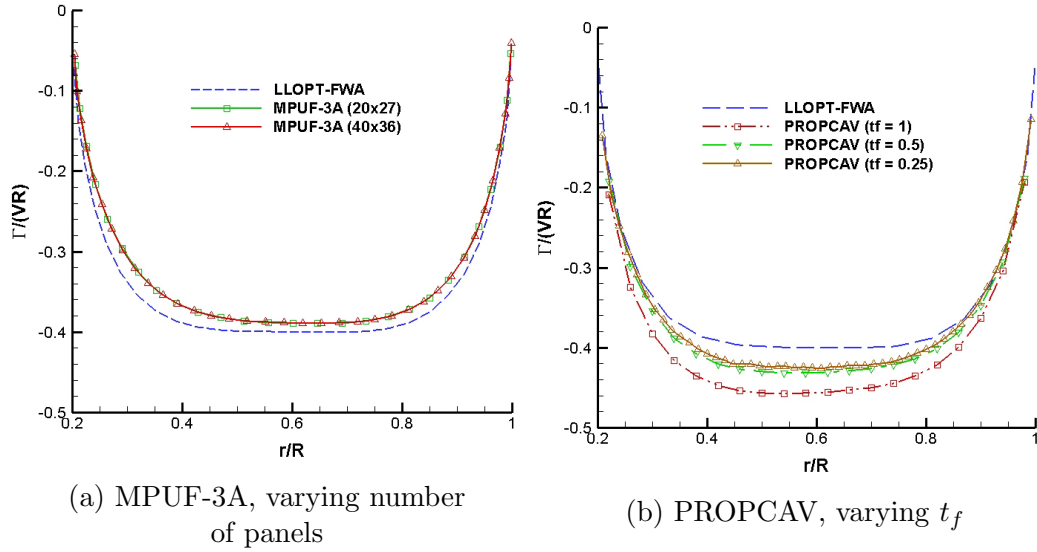 0
-0.1
-0.2
-0.3
-0.4
-0.5
Γ/(VR)
0.2
0.4
0.6
0.8
1
r/R
LLOPT-FWA
MPUF-3A (20x27)
MPUF-3A (40x36)
(a) MPUF-3A, varying number
of panels
0
-0.1
-0.2
-0.3
-0.4
-0.5
Γ/(VR)
0.2
0.4
0.6
0.8
1
r/R
LLOPT-FWA
PROPCAV (tf = 1)
PROPCAV (tf = 0.5)
PROPCAV (tf = 0.25)
(b) PROPCAV, varying t_f